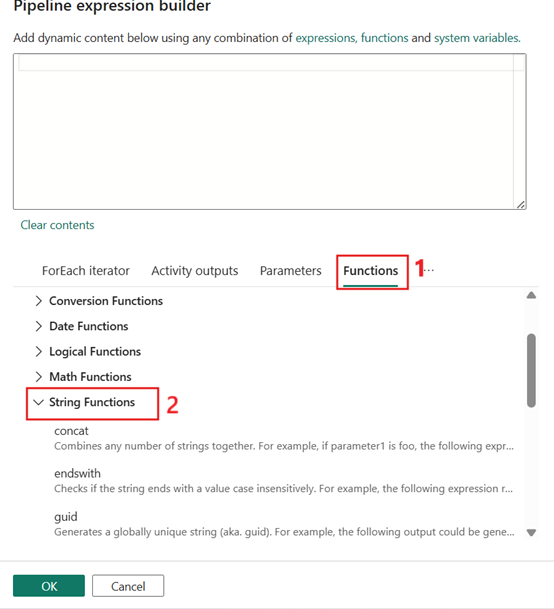 Pipeline expression builder
Add dynamic content below using any combination of expressions, functions and system variables.
Clear contents
ForEach iterator Activity outputs Parameters Functions 1 ...
Conversion Functions
Date Functions
Logical Functions
Math Functions
String Functions 2
concat
Combines any number of strings together. For example, if parameter1 is foo, the following expr...
endswith
Checks if the string ends with a value case insensitively. For example, the following expression r...
guid
Generates a globally unique string (aka. guid). For example, the following output could be gene...
OK Cancel